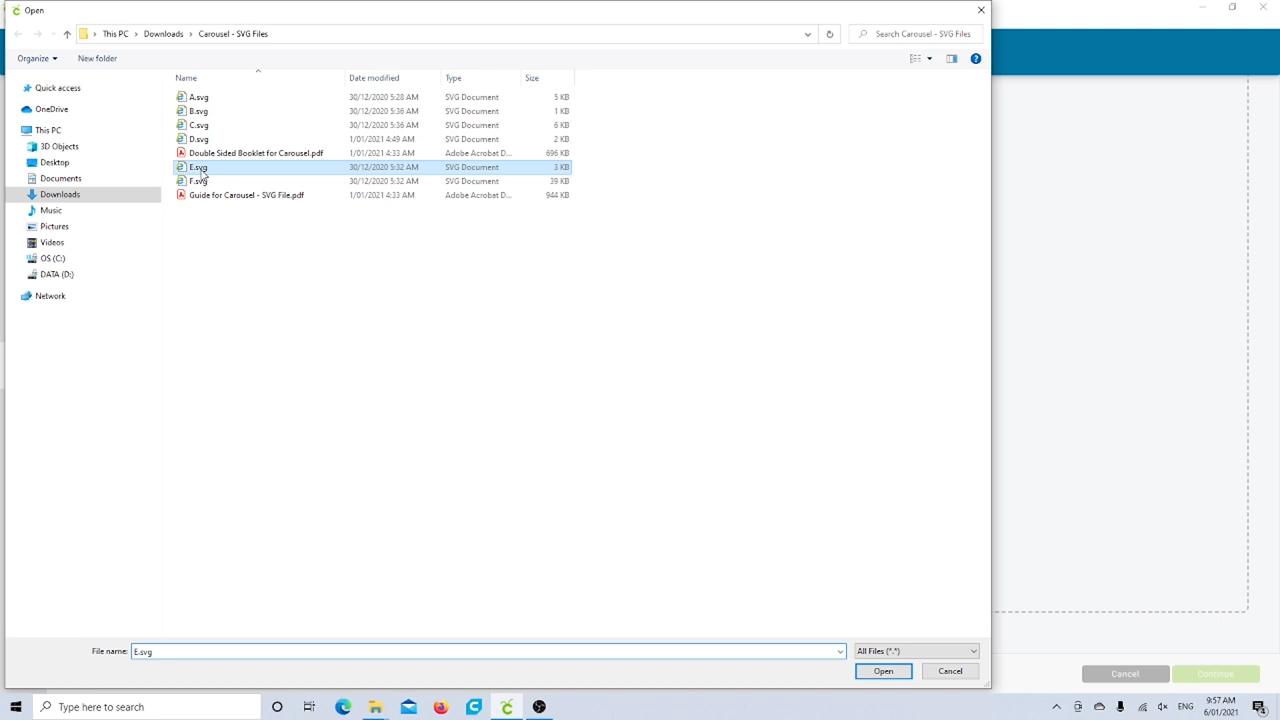 Open
This PC > Downloads > Carousel - SVG Files
Search Carousel - SVG Files
Organize New folder
Name Date modified Type Size
Quick access
OneDrive
This PC
3D Objects
Desktop
Documents
Downloads
Music
Pictures
Videos
OS (C:)
DATA (D:)
Network
A.svg 30/12/2020 5:28 AM SVG Document 5 KB
B.svg 30/12/2020 5:36 AM SVG Document 1 KB
C.svg 30/12/2020 5:36 AM SVG Document 6 KB
D.svg 1/01/2021 4:49 AM SVG Document 2 KB
Double Sided Booklet for Carousel.pdf 1/01/2021 4:33 AM Adobe Acrobat D... 696 KB
E.svg 30/12/2020 5:32 AM SVG Document 3 KB
F.svg 30/12/2020 5:32 AM SVG Document 39 KB
Guide for Carousel - SVG File.pdf 1/01/2021 4:33 AM Adobe Acrobat D... 944 KB
File name: E.svg All Files (*.*)
Open Cancel
Cancel Continue
Type here to search
ENG
9:57 AM
6/01/2021
4